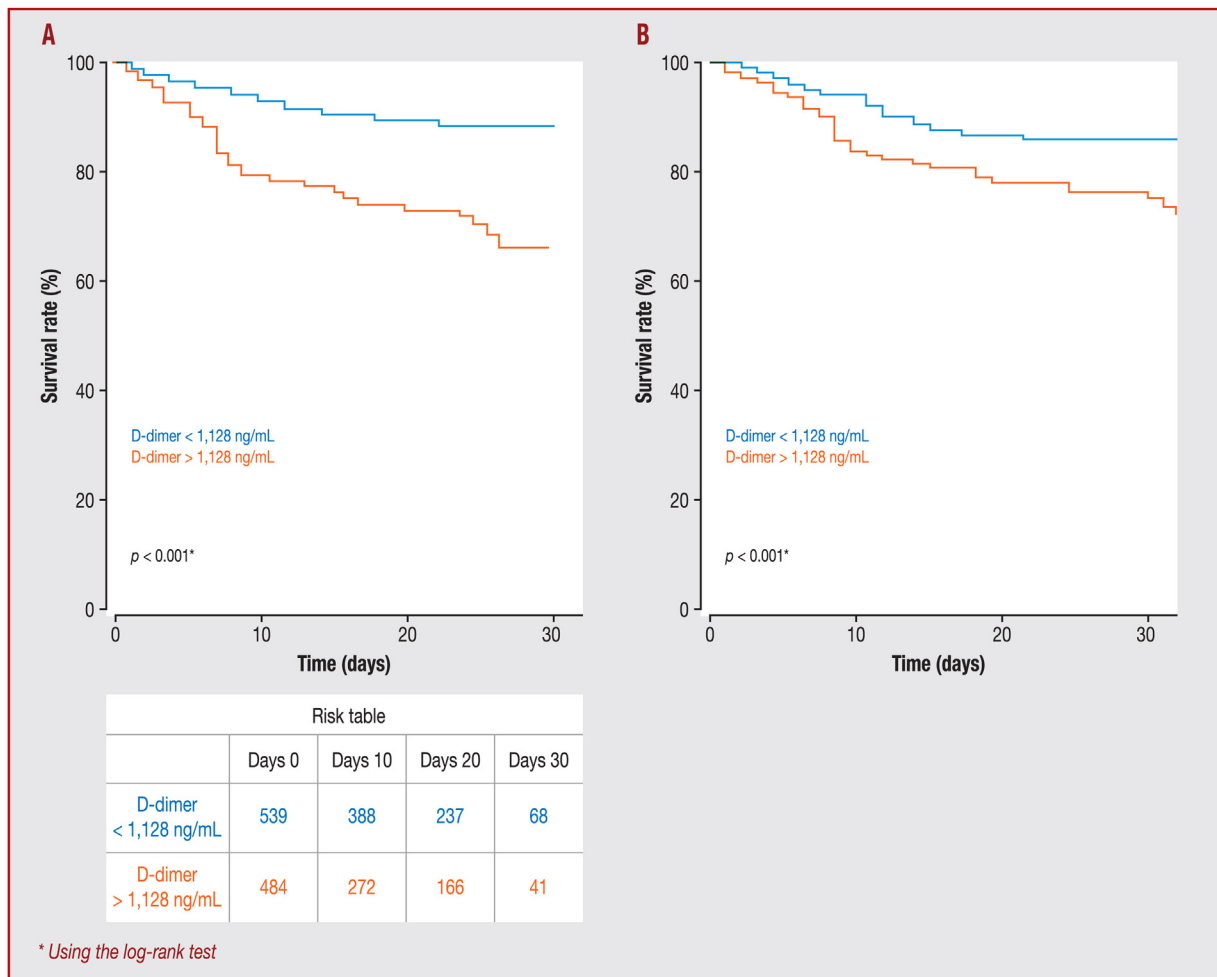 A
100
80
60
40
20
0
Survival rate (%)
D-dimer < 1,128 ng/mL
D-dimer > 1,128 ng/mL
p < 0.001*
0 10 20 30
Time (days)
B
100
80
60
40
20
0
Survival rate (%)
D-dimer < 1,128 ng/mL
D-dimer > 1,128 ng/mL
p < 0.001*
0 10 20 30
Time (days)
Risk table
Days 0 Days 10 Days 20 Days 30
D-dimer
< 1,128 ng/mL 539 388 237 68
D-dimer
> 1,128 ng/mL 484 272 166 41
* Using the log-rank test